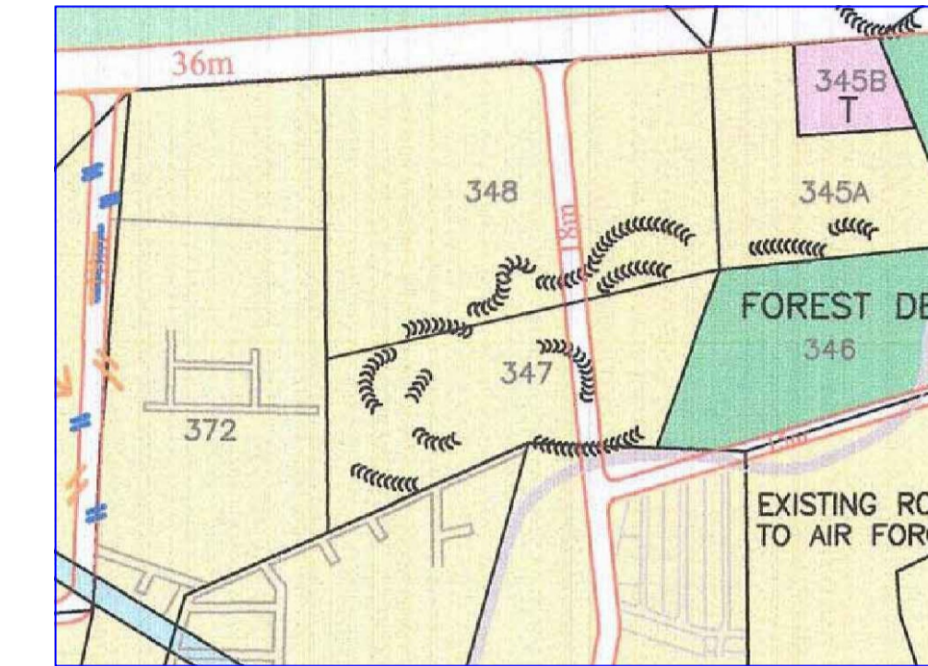 36m
345B
T
348
345A
18m
FOREST DE
346
347
372
EXISTING RO
TO AIR FOR